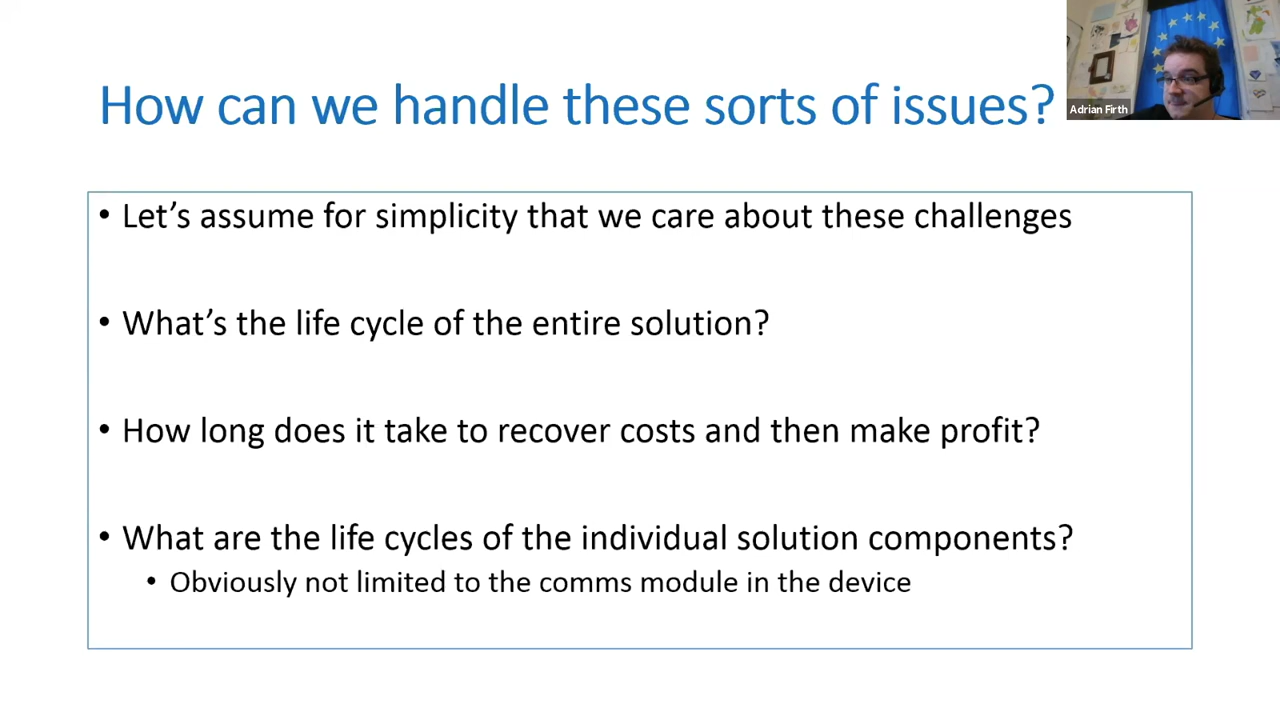 How can we handle these sorts of issues?
Adrian Firth
• Let’s assume for simplicity that we care about these challenges
• What’s the life cycle of the entire solution?
• How long does it take to recover costs and then make profit?
• What are the life cycles of the individual solution components?
• Obviously not limited to the comms module in the device